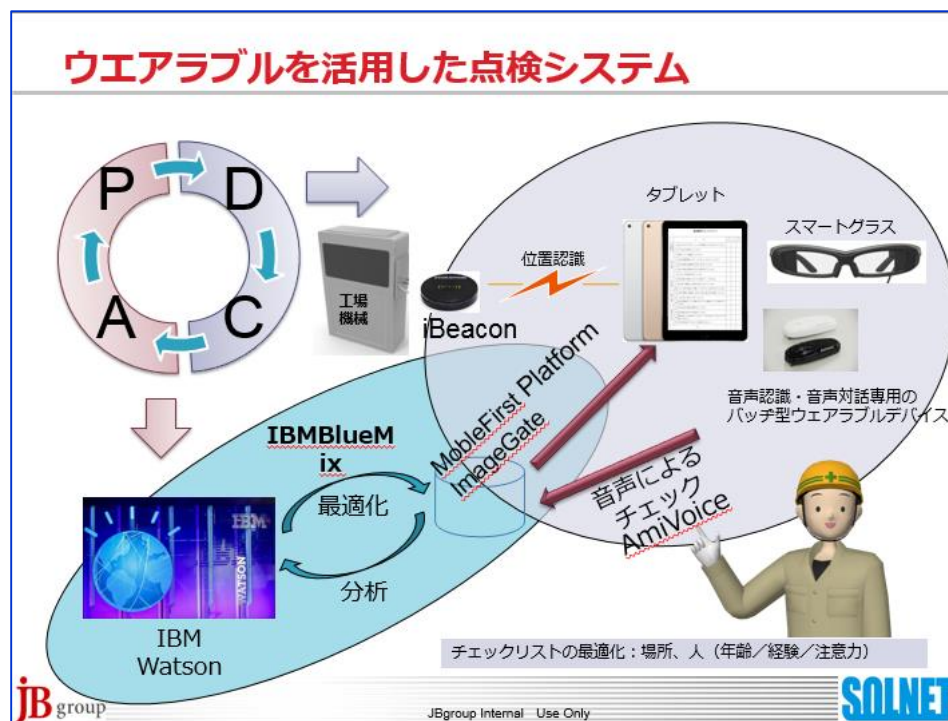 ウエアラブルを活用した点検システム
P
D
A
C
工場
機械
iBeacon
位置認識
タブレット
スマートグラス
音声認識・音声対話専用の
バッチ型ウェアラブルデバイス
MobleFirst Platform
ImageGate
IBMBlueM
ix
最適化
分析
音声による
チェック
AmiVoice
IBM
WATSON
IBM
Watson
チェックリストの最適化：場所、人（年齢／経験／注意力）
JB group
JBgroup Internal Use Only
SOLNET